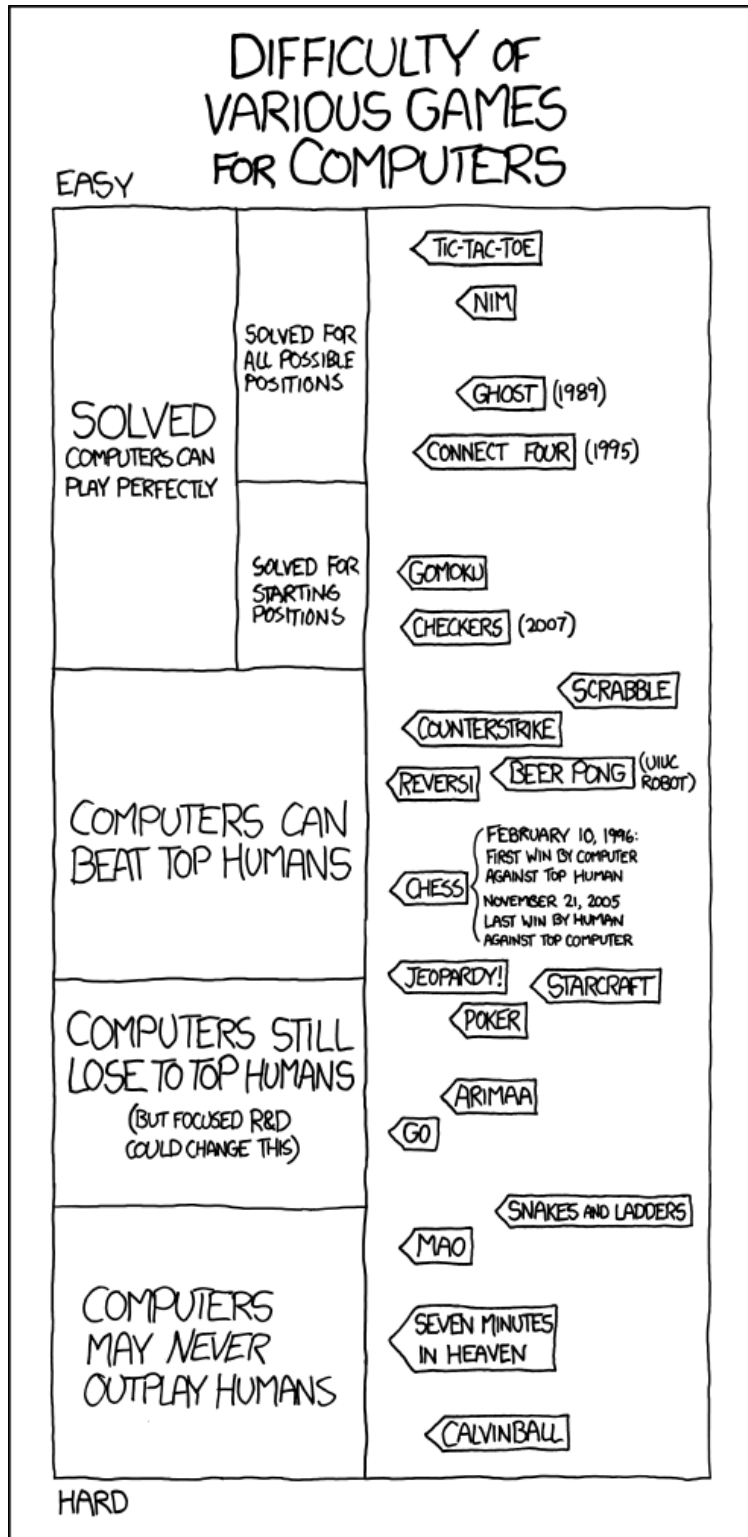 DIFFICULTY OF
VARIOUS GAMES
FOR COMPUTERS
EASY
SOLVED
COMPUTERS CAN
PLAY PERFECTLY
SOLVED FOR
ALL POSSIBLE
POSITIONS
TIC-TAC-TOE
NIM
GHOST (1989)
CONNECT FOUR (1995)
SOLVED FOR
STARTING
POSITIONS
GOMOKU
CHECKERS (2007)
COMPUTERS CAN
BEAT TOP HUMANS
SCRABBLE
COUNTERSTRIKE
REVERSI
BEER PONG (UIUC
ROBOT)
CHESS
FEBRUARY 10, 1996:
FIRST WIN BY COMPUTER
AGAINST TOP HUMAN
NOVEMBER 21, 2005
LAST WIN BY HUMAN
AGAINST TOP COMPUTER
JEOPARDY!
COMPUTERS STILL
LOSE TO TOP HUMANS
(BUT FOCUSED R&D
COULD CHANGE THIS)
STARCRAFT
POKER
ARIMAA
GO
COMPUTERS
MAY NEVER
OUTPLAY HUMANS
SNAKES AND LADDERS
MAO
SEVEN MINUTES
IN HEAVEN
CALVINBALL
HARD